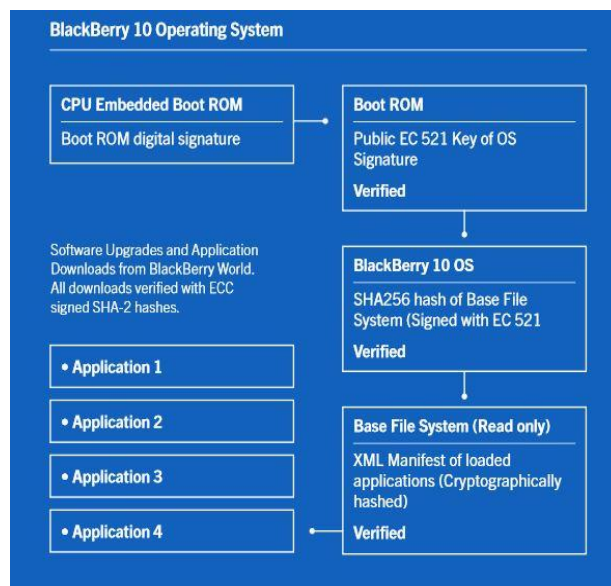 BlackBerry 10 Operating System
CPU Embedded Boot ROM
Boot ROM digital signature
Boot ROM
Public EC 521 Key of OS
Signature
Verified
Software Upgrades and Application
Downloads from BlackBerry World.
All downloads verified with ECC
signed SHA-2 hashes.
BlackBerry 10 OS
SHA256 hash of Base File
System (Signed with EC 521
Verified
• Application 1
• Application 2
• Application 3
• Application 4
Base File System (Read only)
XML Manifest of loaded
applications (Cryptographically
hashed)
Verified